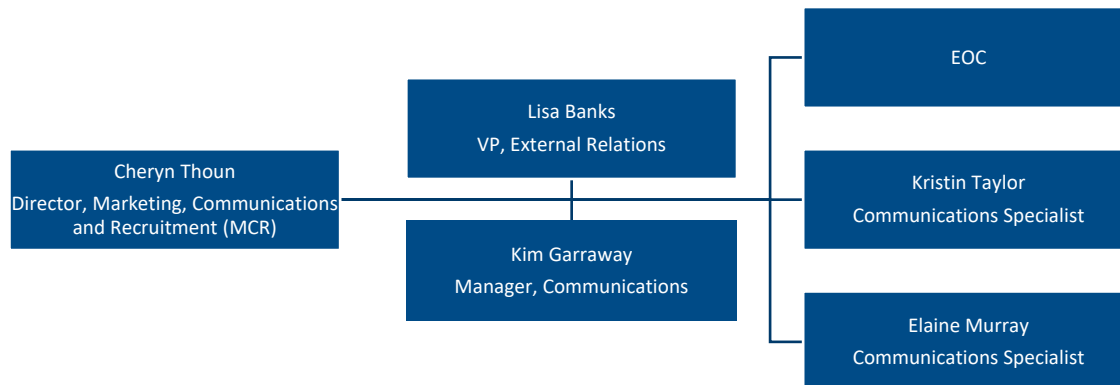 Cheryn Thoun
Director, Marketing, Communications
and Recruitment (MCR)
Lisa Banks
VP, External Relations
Kim Garraway
Manager, Communications
EOC
Kristin Taylor
Communications Specialist
Elaine Murray
Communications Specialist